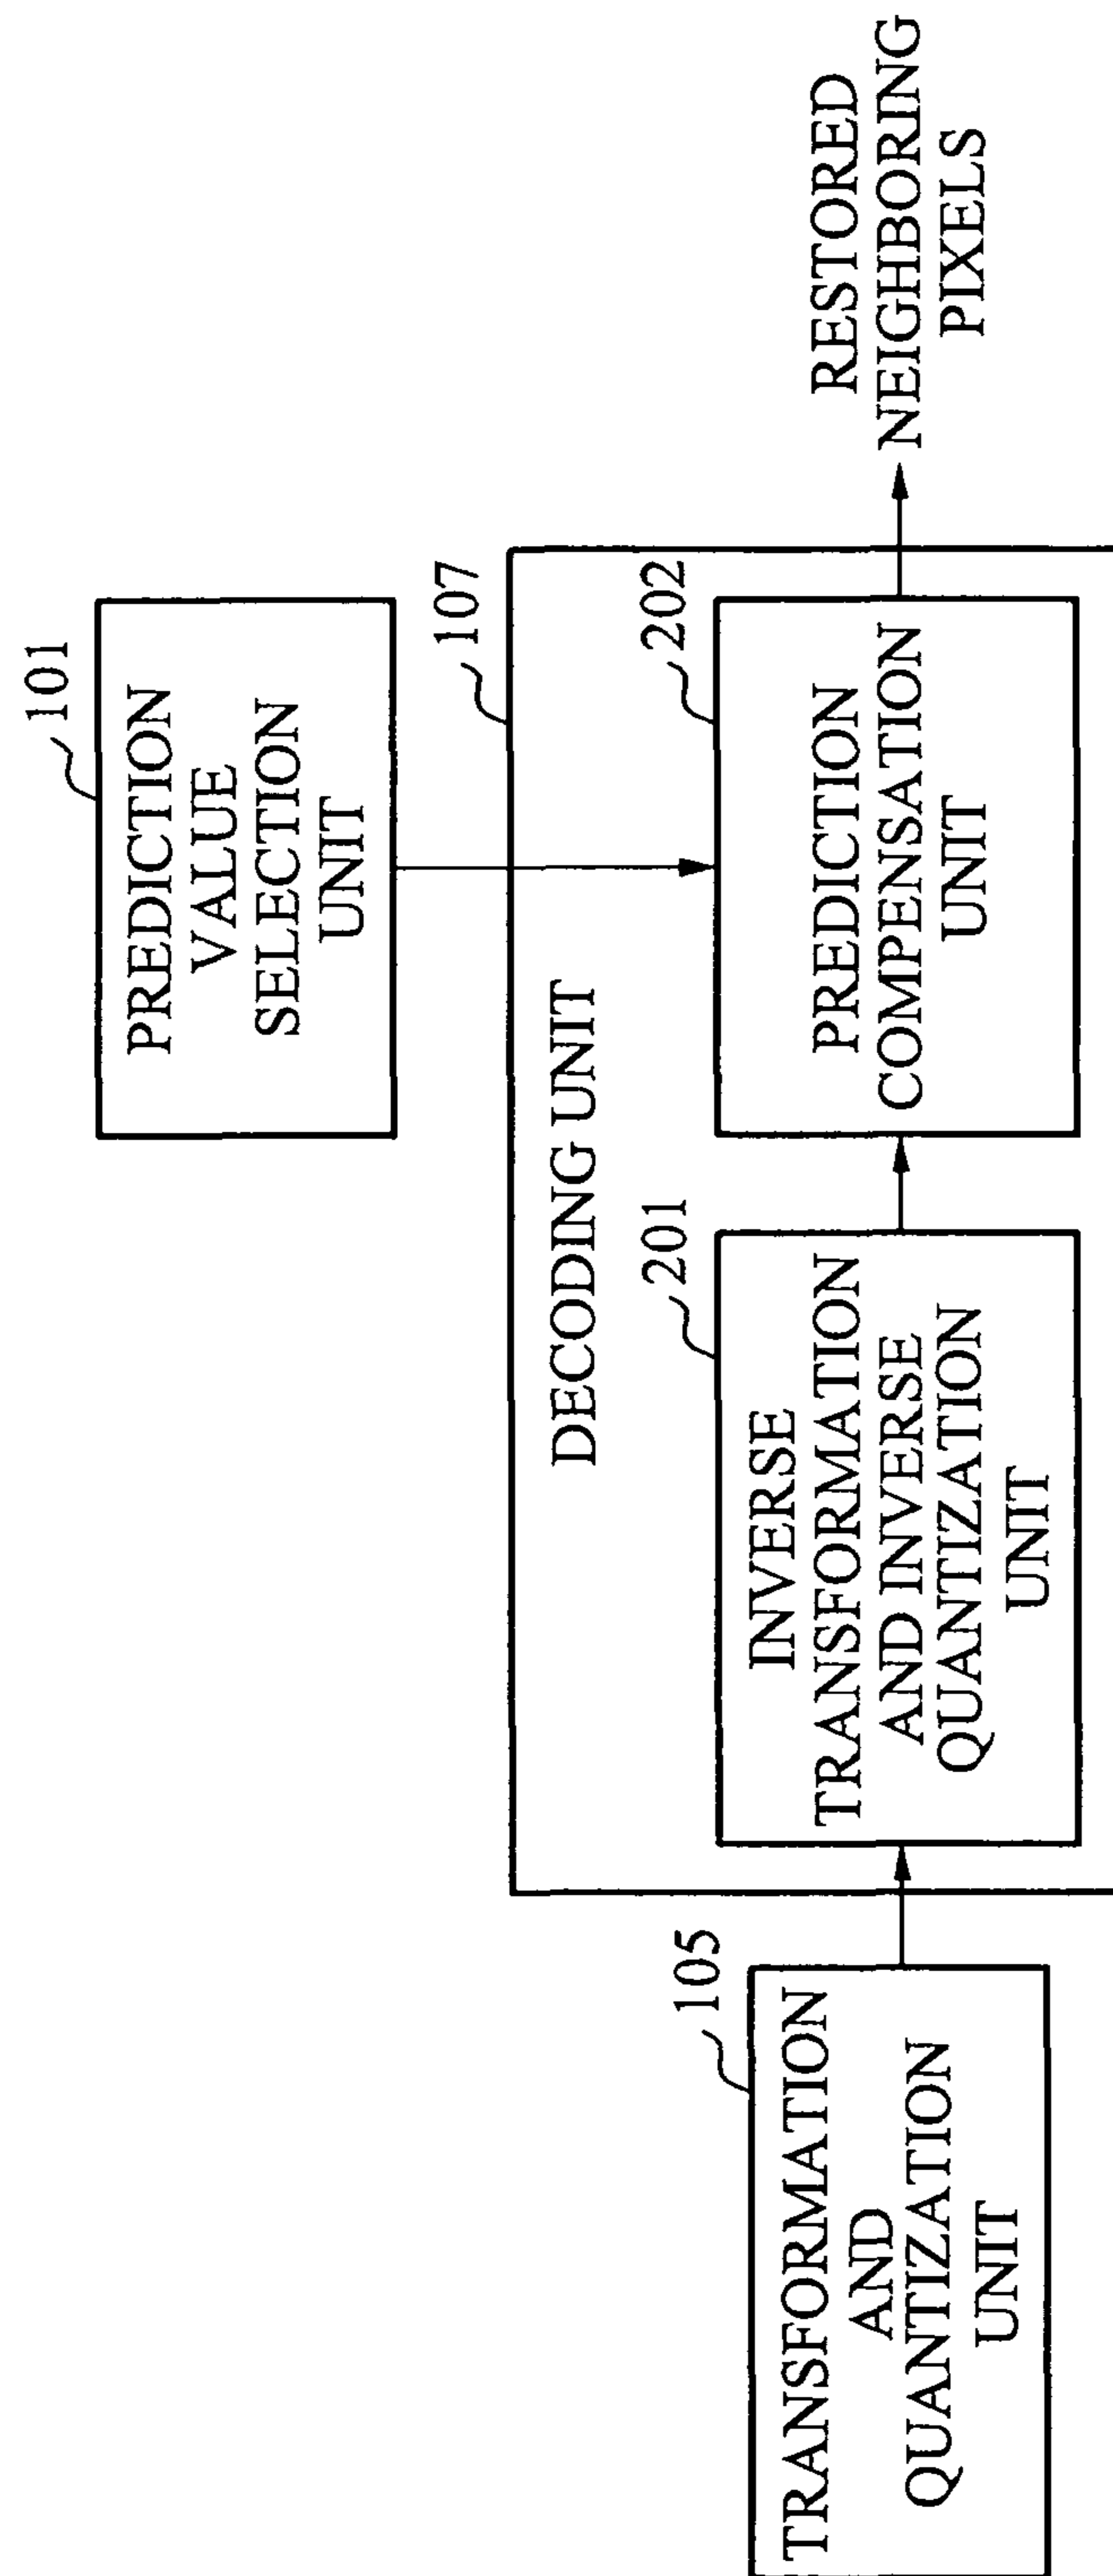 101
PREDICTION
VALUE
SELECTION
UNIT
107
DECODING UNIT
105
TRANSFORMATION
AND
QUANTIZATION
UNIT
201
INVERSE
TRANSFORMATION
AND INVERSE
QUANTIZATION
UNIT
202
PREDICTION
COMPENSATION
UNIT
RESTORED
NEIGHBORING
PIXELS